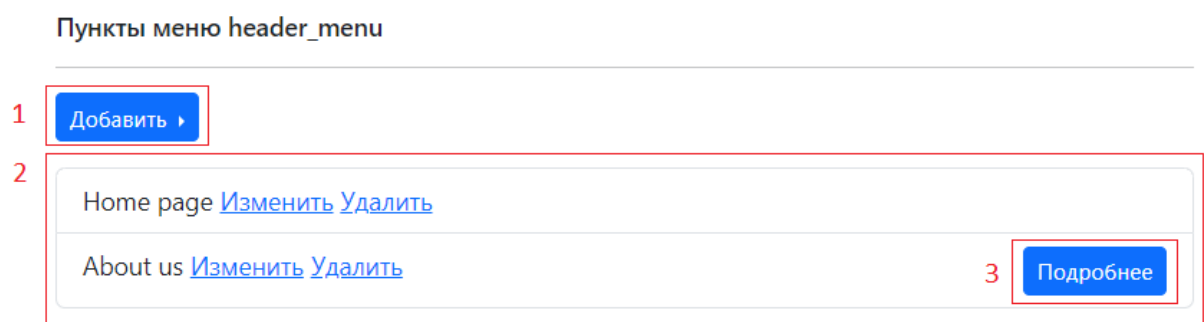 Пункты меню header_menu
1 Добавить
2
Home page Изменить Удалить
About us Изменить Удалить 3 Подробнее